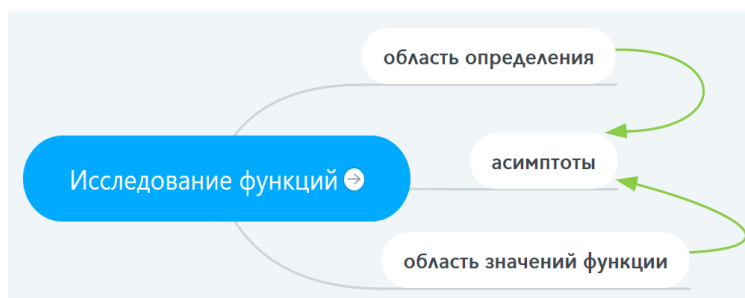 область определения
Исследование функций
асимптоты
область значений функции